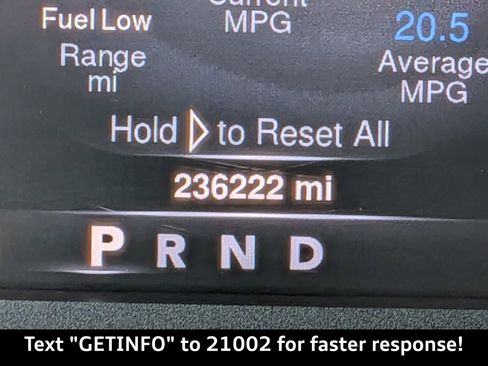 Fuel Low
Current
MPG
20.5
Range
mi
Average
MPG
Hold ▷ to Reset All
236222 mi
P R N D
Text "GETINFO" to 21002 for faster response!